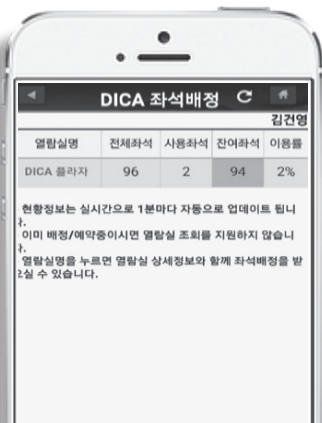 DICA 좌석배정
김건영
열람실명 전체좌석 사용좌석 잔여좌석 이용률
DICA 플라자 96 2 94 2%
현황정보는 실시간으로 1분마다 자동으로 업데이트 됩니
다.
이미 배정/예약중이시면 열람실 조회를 지원하지 않습니
다.
열람실명을 누르면 열람실 상세정보와 함께 좌석배정을 받
으실 수 있습니다.